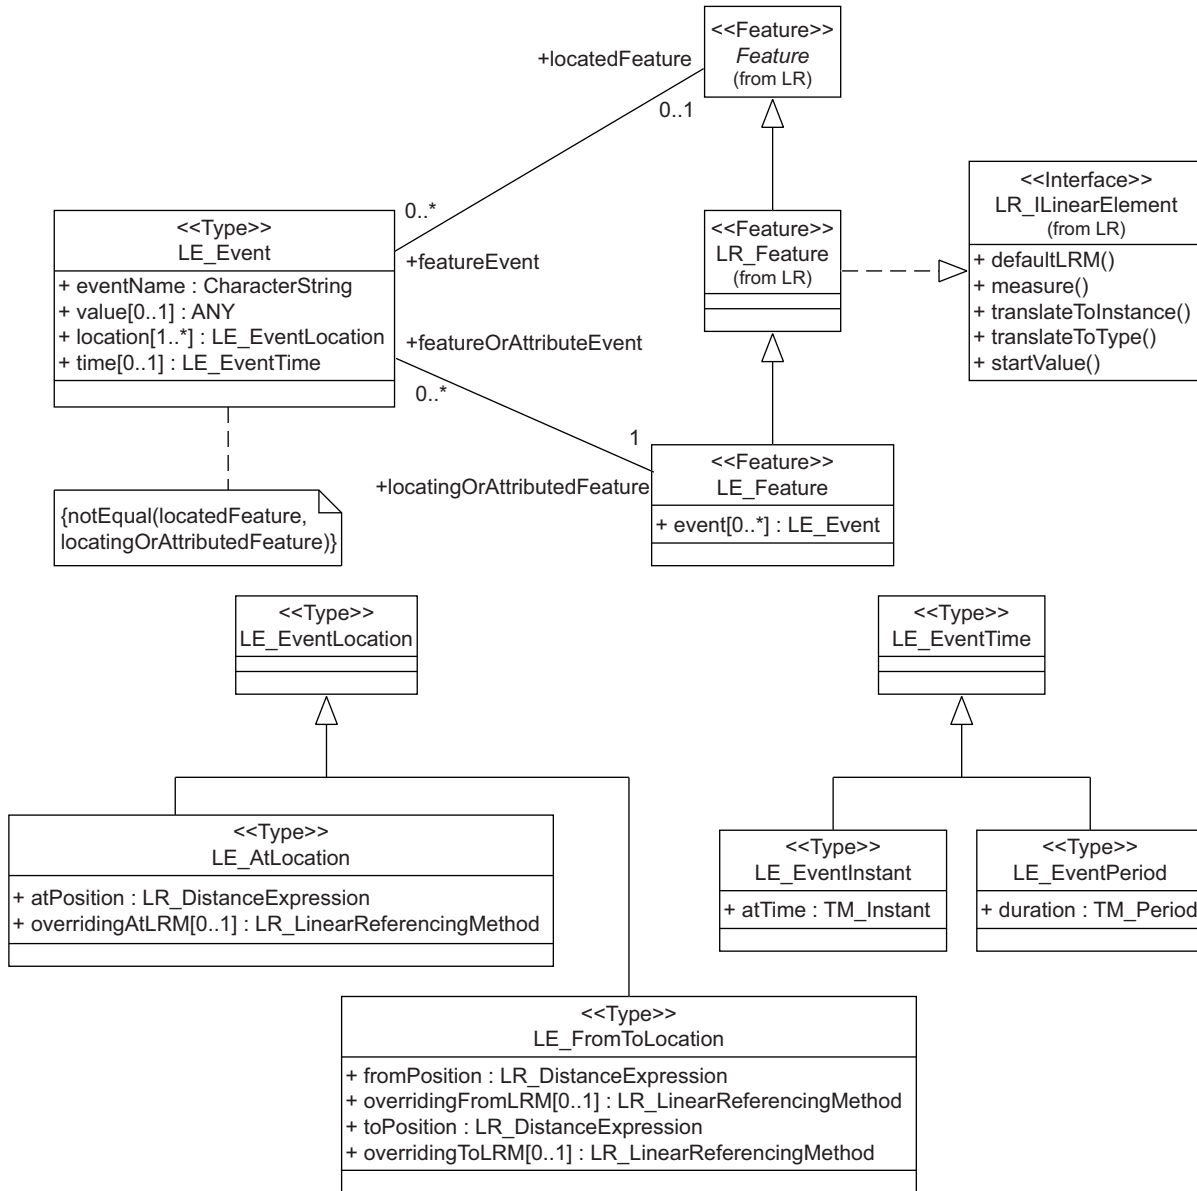 <<Feature>>
Feature
(from LR)
+locatedFeature
0..1
0..*
+featureEvent
<<Type>>
LE_Event
+ eventName : CharacterString
+ value[0..1] : ANY
+ location[1..*] : LE_EventLocation
+ time[0..1] : LE_EventTime
<<Feature>>
LR_Feature
(from LR)
<<Interface>>
LR_ILinearElement
(from LR)
+ defaultLRM()
+ measure()
+ translateToInstance()
+ translateToType()
+ startValue()
+featureOrAttributeEvent
0..*
1
+locatingOrAttributedFeature
<<Feature>>
LE_Feature
+ event[0..*] : LE_Event
{notEqual(locatedFeature,
locatingOrAttributedFeature)}
<<Type>>
LE_EventLocation
<<Type>>
LE_EventTime
<<Type>>
LE_AtLocation
+ atPosition : LR_DistanceExpression
+ overridingAtLRM[0..1] : LR_LinearReferencingMethod
<<Type>>
LE_EventInstant
+ atTime : TM_Instant
<<Type>>
LE_EventPeriod
+ duration : TM_Period
<<Type>>
LE_FromToLocation
+ fromPosition : LR_DistanceExpression
+ overridingFromLRM[0..1] : LR_LinearReferencingMethod
+ toPosition : LR_DistanceExpression
+ overridingToLRM[0..1] : LR_LinearReferencingMethod